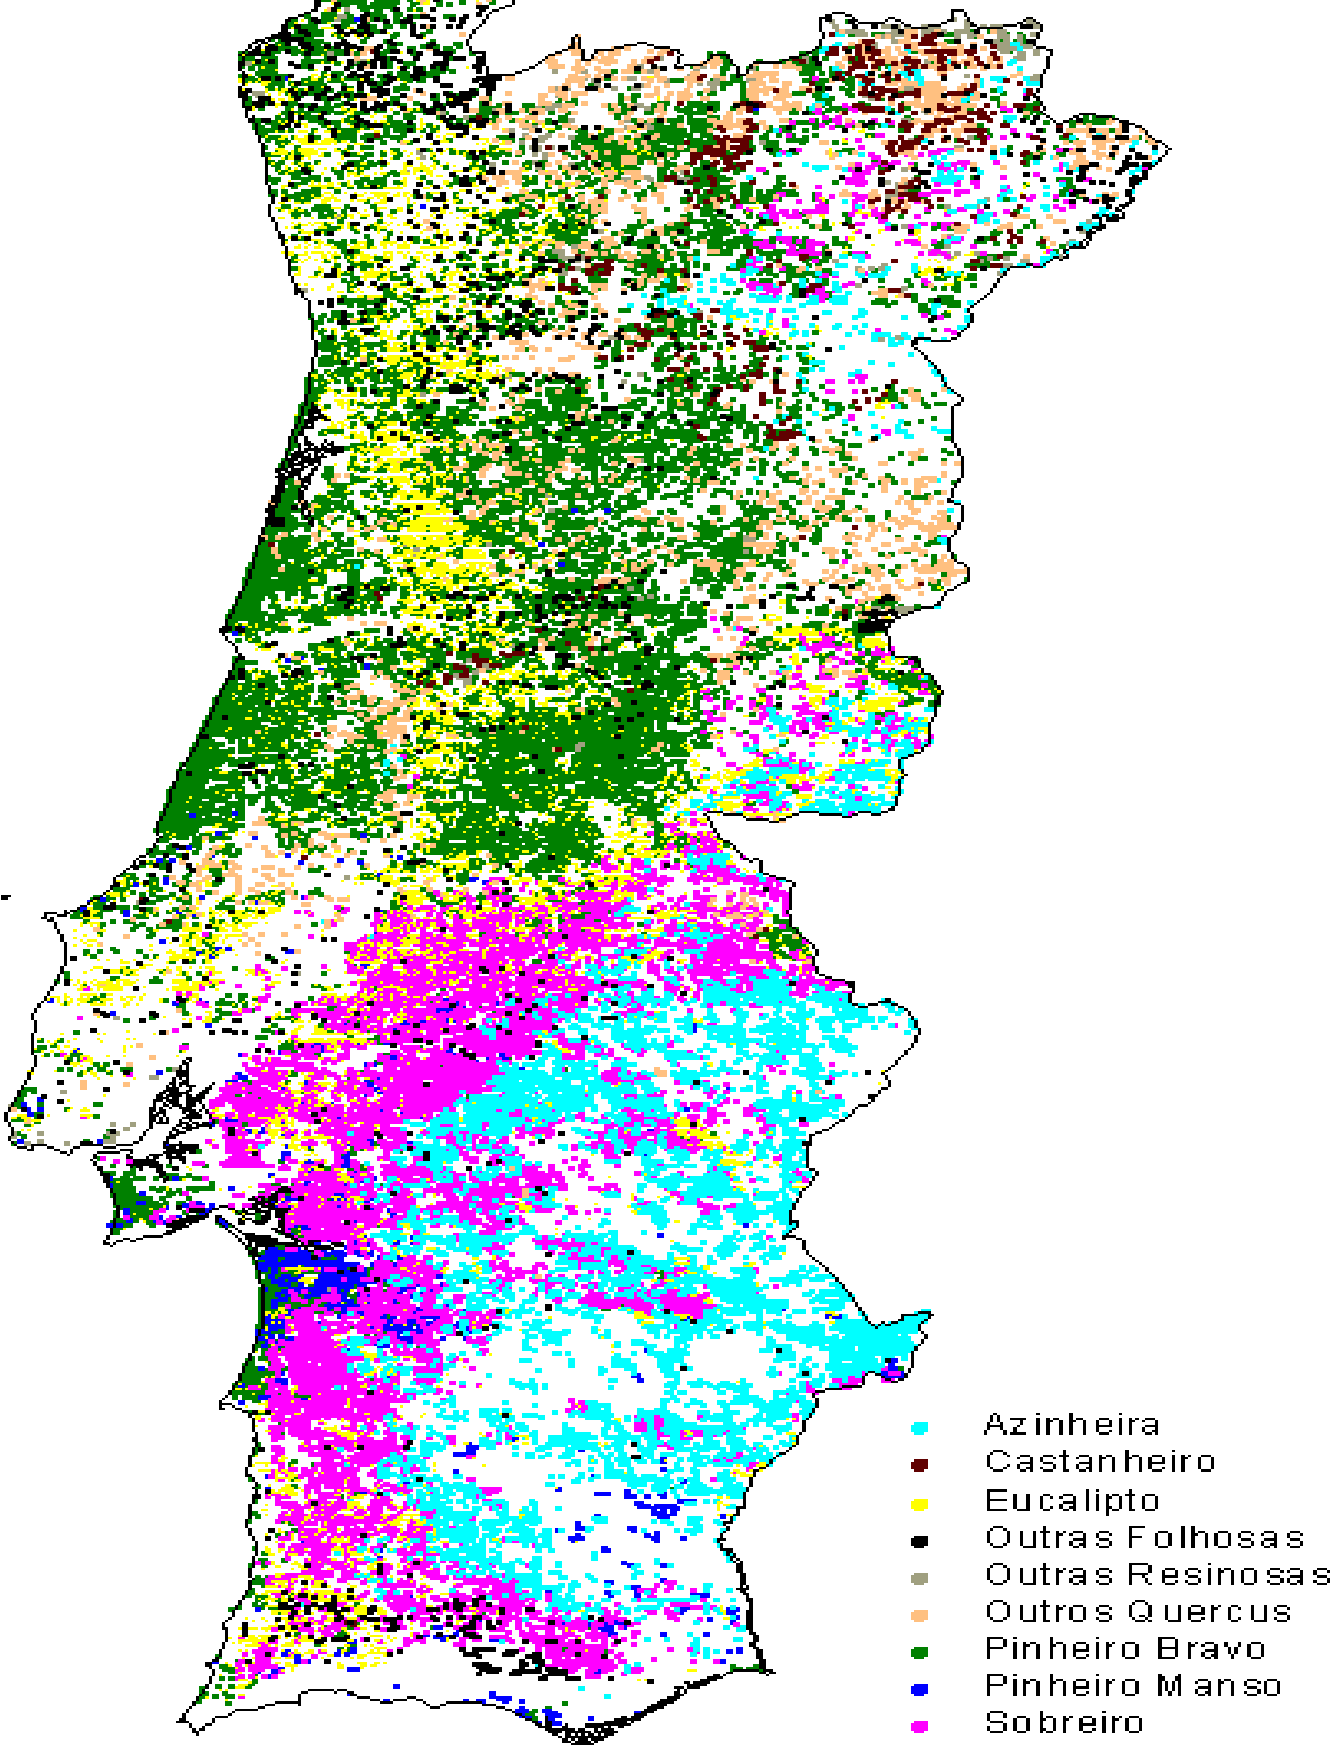 Azinheira
Castanheiro
Eucalipto
Outras Folhosas
Outras Resinosas
Outros Quercus
Pinheiro Bravo
Pinheiro Manso
Sobreiro